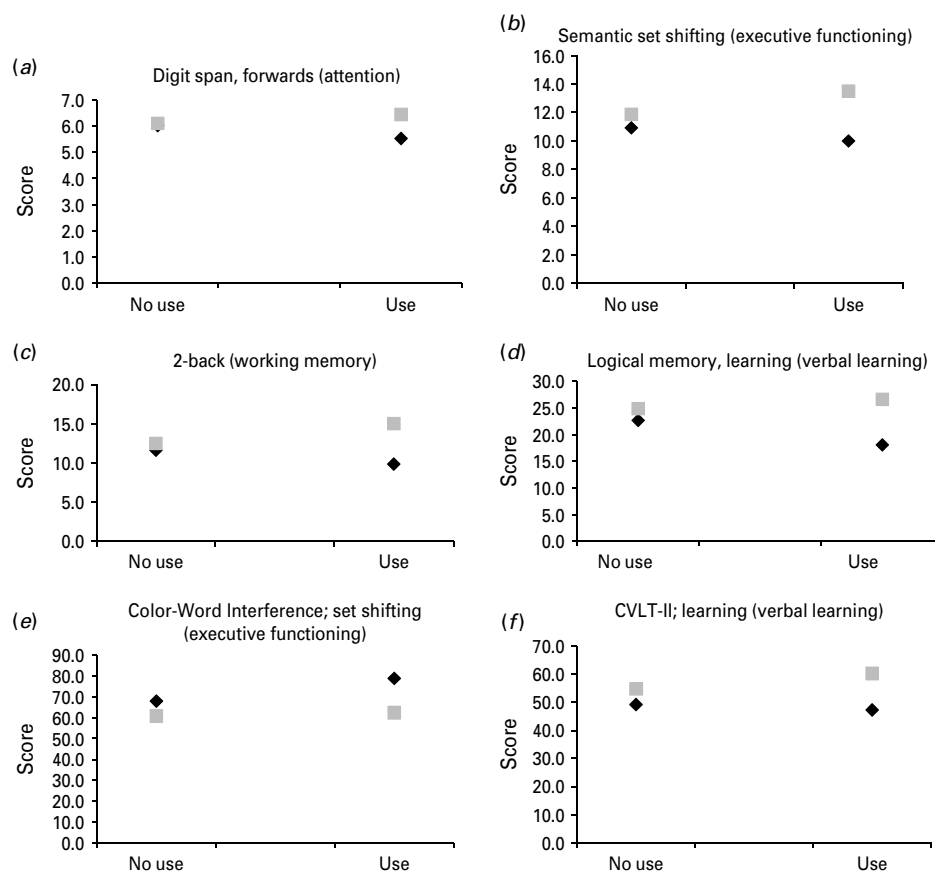 (a)
Digit span, forwards (attention)
7.0
6.0
5.0
4.0
3.0
2.0
1.0
0.0
Score
No use
Use
(b)
Semantic set shifting (executive functioning)
16.0
14.0
12.0
10.0
8.0
6.0
4.0
2.0
0.0
Score
No use
Use
(c)
2-back (working memory)
20.0
15.0
10.0
5.0
0.0
Score
No use
Use
(d)
Logical memory, learning (verbal learning)
30.0
25.0
20.0
15.0
10.0
5.0
0.0
Score
No use
Use
(e)
Color-Word Interference; set shifting
(executive functioning)
90.0
80.0
70.0
60.0
50.0
40.0
30.0
20.0
10.0
0.0
Score
No use
Use
(f)
CVLT-II; learning (verbal learning)
70.0
60.0
50.0
40.0
30.0
20.0
10.0
0.0
Score
No use
Use